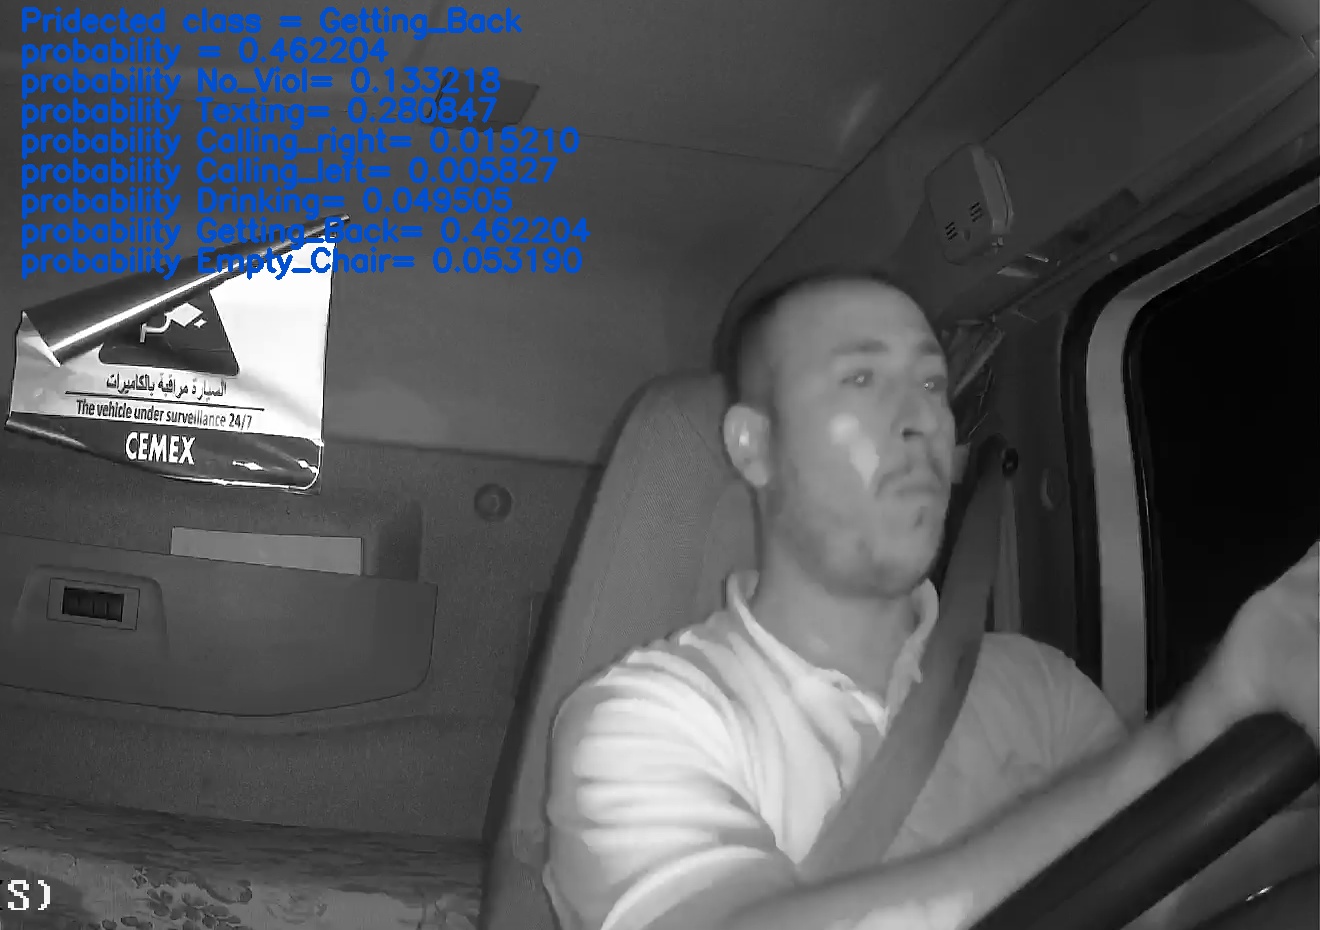 Pridected class = Getting_Back
probability = 0.462204
probability No_Viol= 0.133218
probability Texting= 0.280847
probability Calling_right= 0.015210
probability Calling_left= 0.005827
probability Drinking= 0.049505
probability Getting_Back= 0.462204
probability Empty_Chair= 0.053190
السيارة مراقبة بالكاميرات
The vehicle under surveillance 24/7
CEMEX
S)